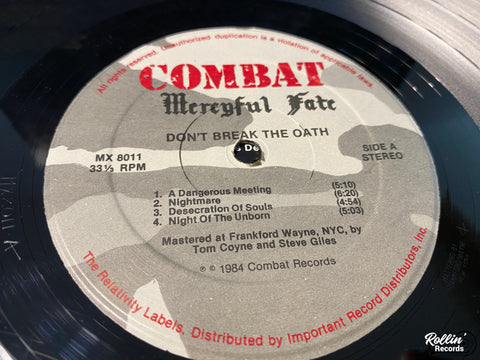 All rights reserved. Unauthorized duplication is a violation of applicable laws.
COMBAT
Mercyful Fate
DON'T BREAK THE OATH
MX 8011
33⅓ RPM
SIDE A
STEREO
1. A Dangerous Meeting (5:10)
2. Nightmare (6:20)
3. Desecration Of Souls (4:54)
4. Night Of The Unborn (5:03)
Mastered at Frankford Wayne, NYC, by
Tom Coyne and Steve Giles
℗ © 1984 Combat Records
The Relativity Labels. Distributed by Important Record Distributors, Inc.
Rollin'
Records